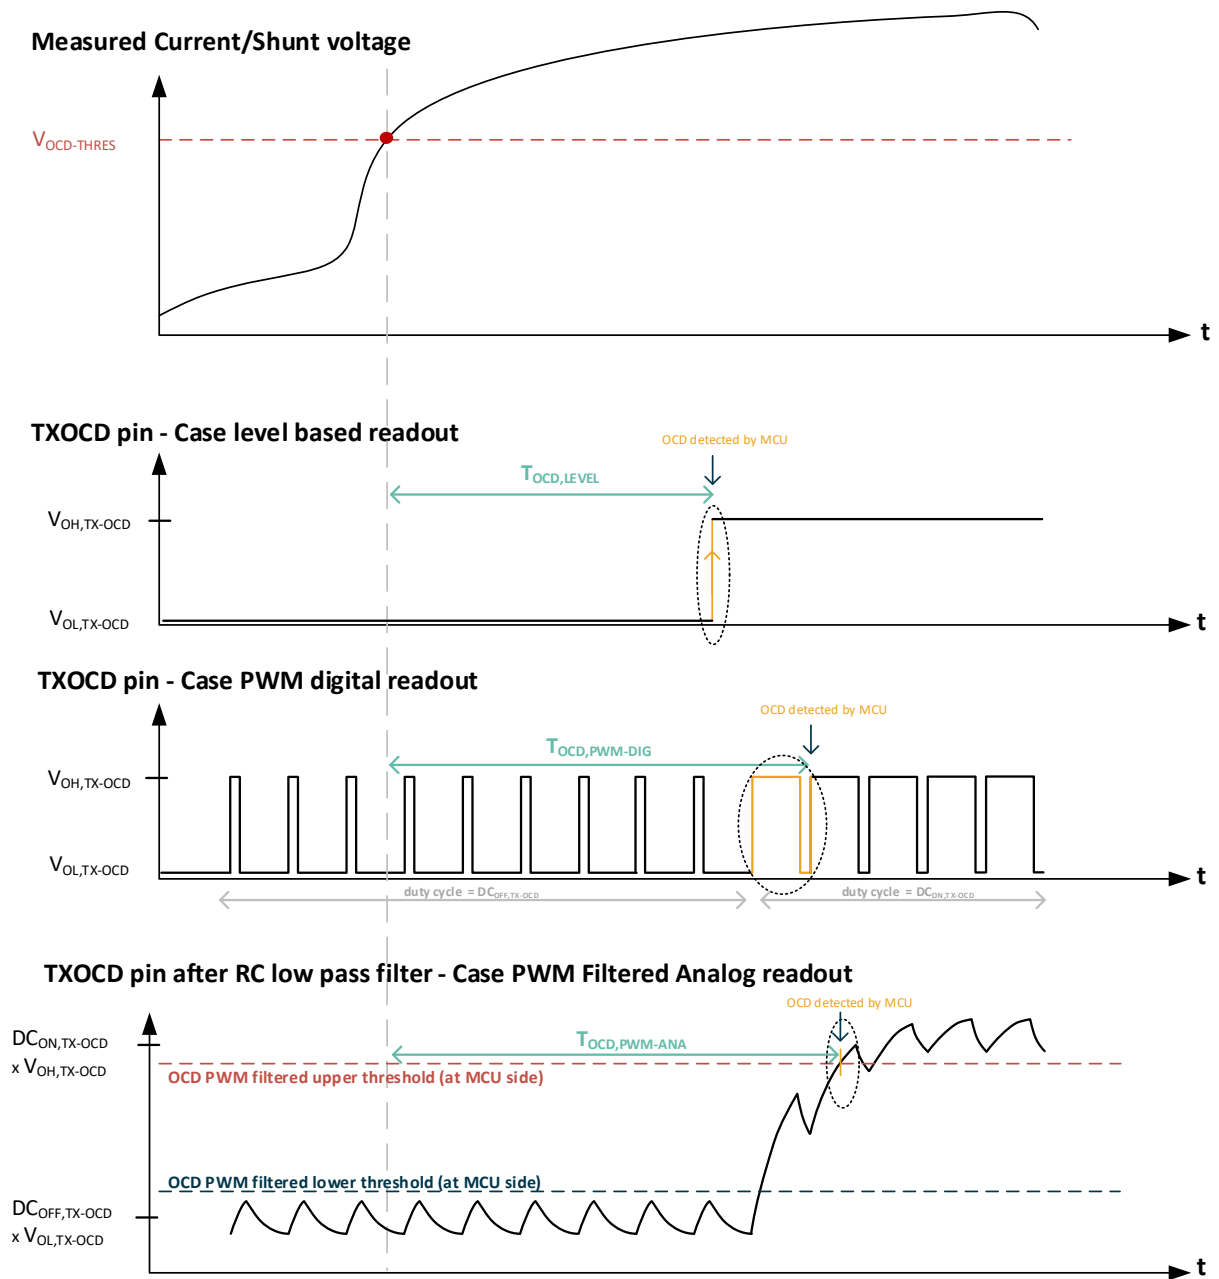 Measured Current/Shunt voltage
VOCD-THRES
t
TXOCD pin - Case level based readout
OCD detected by MCU
TOCD,LEVEL
VOH,TX-OCD
VOL,TX-OCD
t
TXOCD pin - Case PWM digital readout
OCD detected by MCU
TOCD,PWM-DIG
VOH,TX-OCD
VOL,TX-OCD
t
duty cycle = DCOFF,TX-OCD
duty cycle = DCON,TX-OCD
TXOCD pin after RC low pass filter - Case PWM Filtered Analog readout
OCD detected by MCU
DCON,TX-OCD
x VOH,TX-OCD
TOCD,PWM-ANA
OCD PWM filtered upper threshold (at MCU side)
OCD PWM filtered lower threshold (at MCU side)
DCOFF,TX-OCD
x VOL,TX-OCD
t